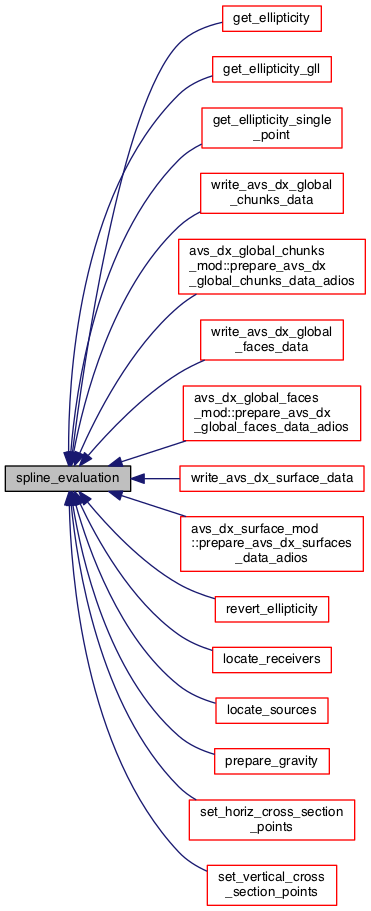 get_ellipticity
get_ellipticity_gll
get_ellipticity_single
_point
write_avs_dx_global
_chunks_data
avs_dx_global_chunks
_mod::prepare_avs_dx
_global_chunks_data_adios
write_avs_dx_global
_faces_data
avs_dx_global_faces
_mod::prepare_avs_dx
_global_faces_data_adios
spline_evaluation
write_avs_dx_surface_data
avs_dx_surface_mod
::prepare_avs_dx_surfaces
_data_adios
revert_ellipticity
locate_receivers
locate_sources
prepare_gravity
set_horiz_cross_section
_points
set_vertical_cross
_section_points